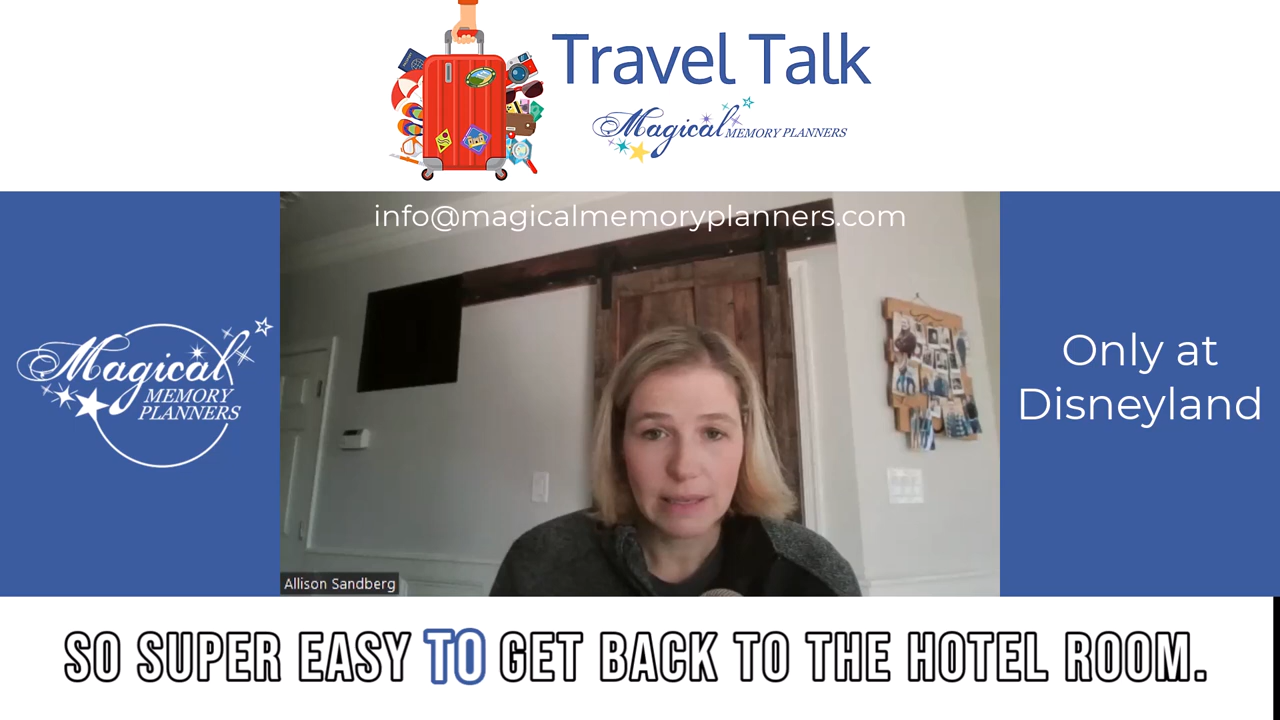 Travel Talk
Magical MEMORY PLANNERS
info@magicalmemoryplanners.com
Magical
MEMORY
PLANNERS
Only at
Disneyland
Allison Sandberg
SO SUPER EASY TO GET BACK TO THE HOTEL ROOM.